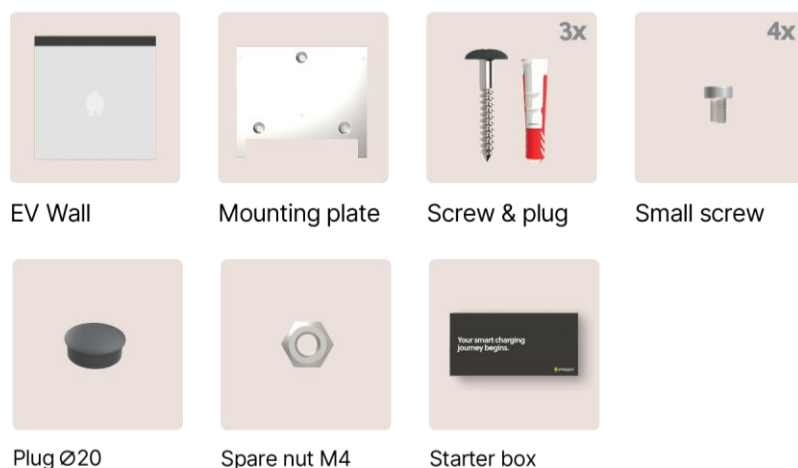 3x
4x
EV Wall
Mounting plate
Screw & plug
Small screw
Your smart charging
journey begins.
Plug Ø20
Spare nut M4
Starter box